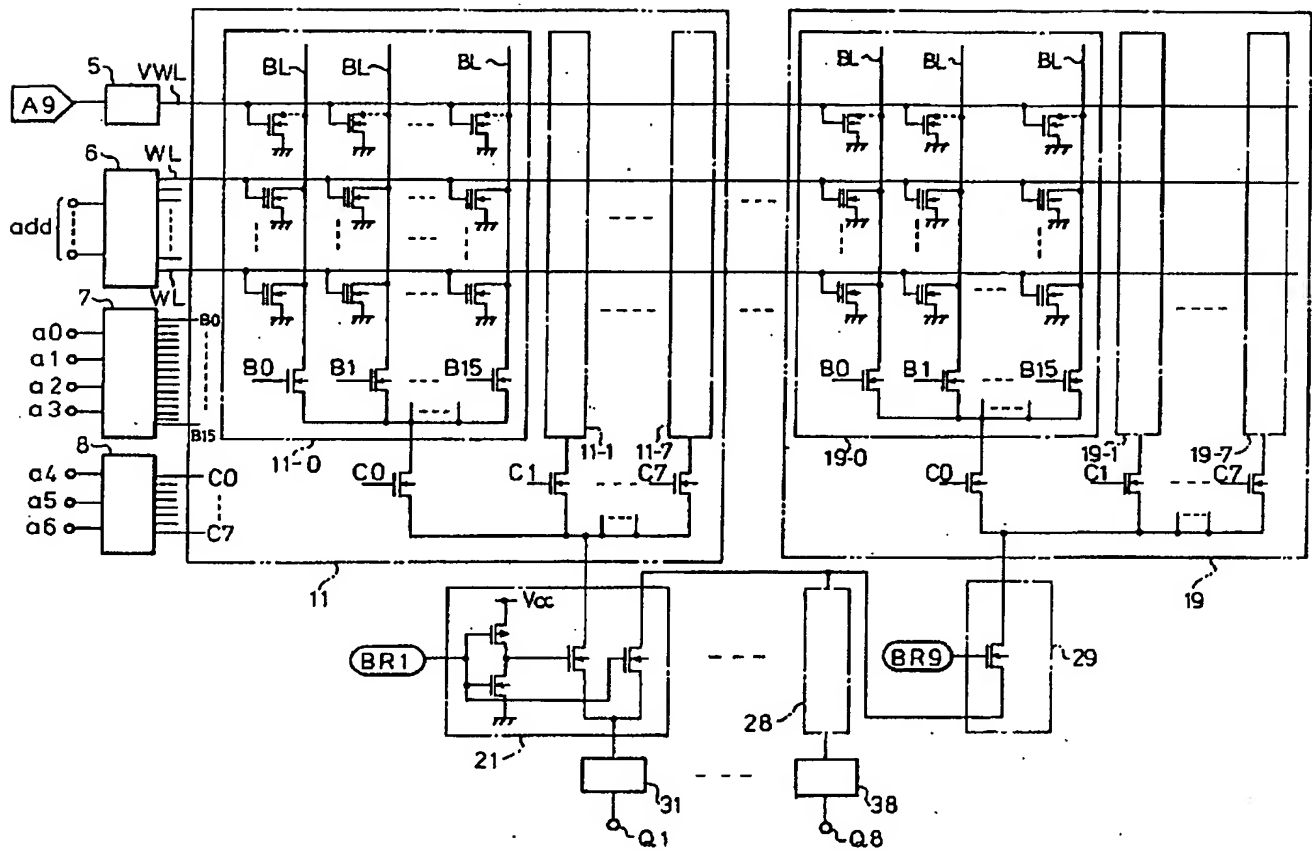 BL BL BL BL BL BL
5 VWL
A9
6 WL
add
WL
7
a0 B0
a1
a2
a3
B15
B0 B1 B15 B0 B1 B15
8
11-0 11-1 11-7 19-0 19-1 19-7
a4 C0
a5
a6 C7
C0 C1 C7 C0 C1 C7
11 19
Vcc
BR1 BR9 29
28
21
31 38
Q1 Q8